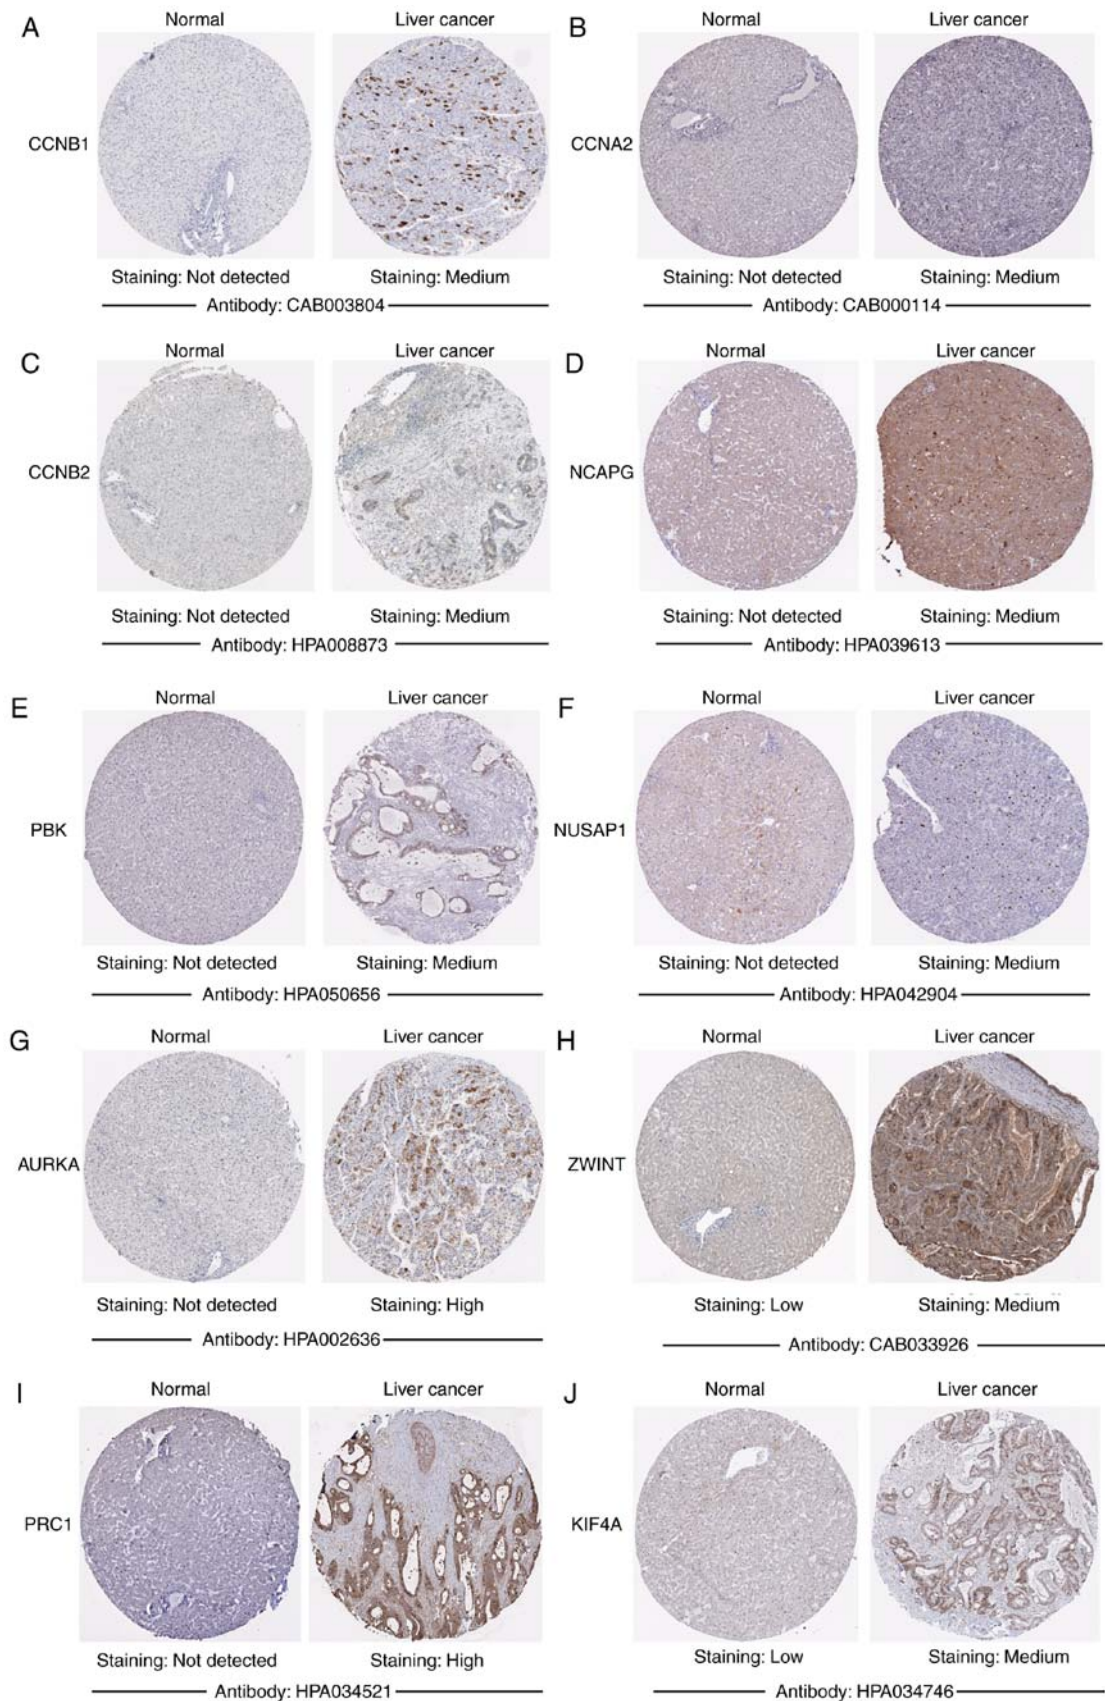 A Normal Liver cancer B Normal Liver cancer
CCNB1 CCNA2
Staining: Not detected Staining: Medium Staining: Not detected Staining: Medium
Antibody: CAB003804 Antibody: CAB000114
C Normal Liver cancer D Normal Liver cancer
CCNB2 NCAPG
Staining: Not detected Staining: Medium Staining: Not detected Staining: Medium
Antibody: HPA008873 Antibody: HPA039613
E Normal Liver cancer F Normal Liver cancer
PBK NUSAP1
Staining: Not detected Staining: Medium Staining: Not detected Staining: Medium
Antibody: HPA050656 Antibody: HPA042904
G Normal Liver cancer H Normal Liver cancer
AURKA ZWINT
Staining: Not detected Staining: High Staining: Low Staining: Medium
Antibody: HPA002636 Antibody: CAB033926
I Normal Liver cancer J Normal Liver cancer
PRC1 KIF4A
Staining: Not detected Staining: High Staining: Low Staining: Medium
Antibody: HPA034521 Antibody: HPA034746